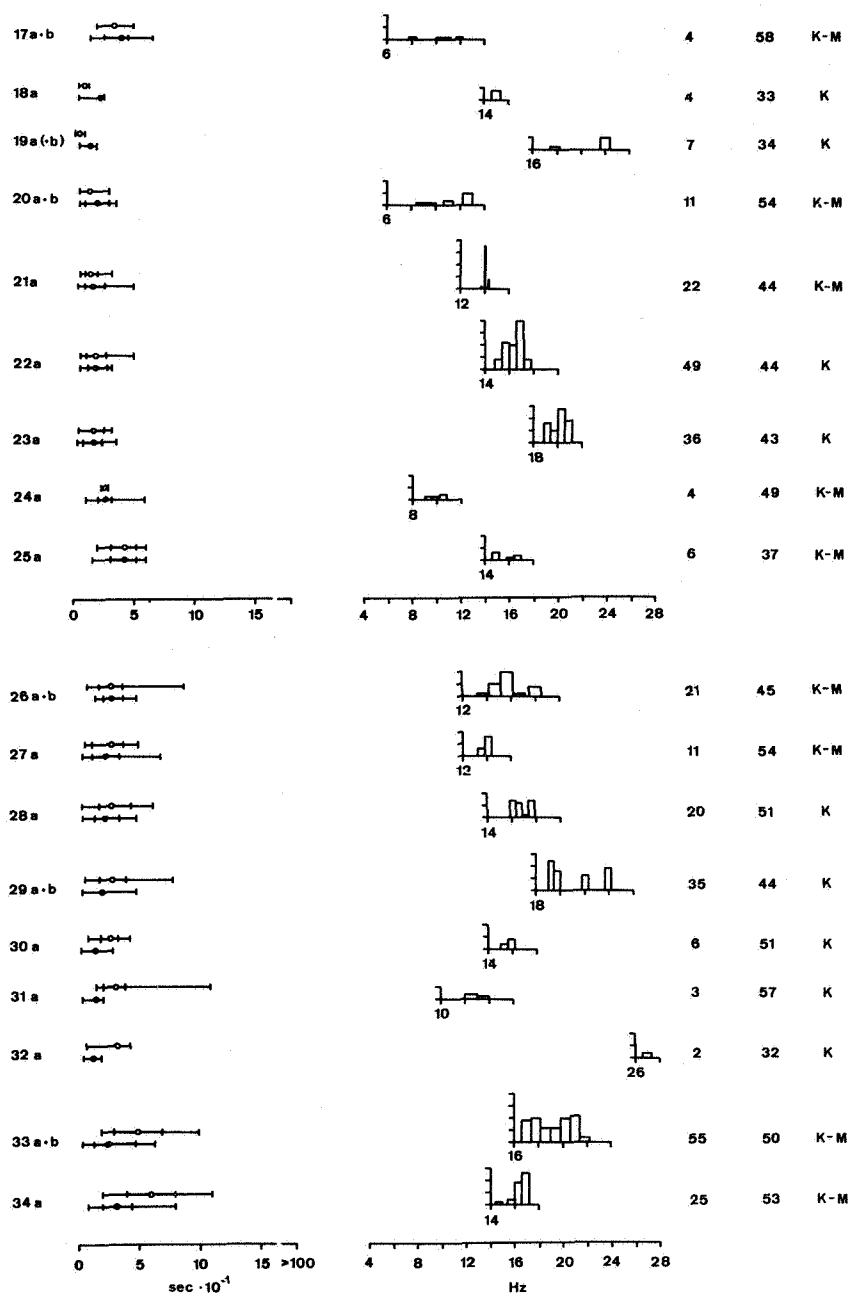 17a·b 6 4 58 K-M
18a 14 4 33 K
19a(·b) 16 7 34 K
20a·b 6 11 54 K-M
21a 12 22 44 K-M
22a 14 49 44 K
23a 18 36 43 K
24a 8 4 49 K-M
25a 14 6 37 K-M
0 5 10 15 4 8 12 16 20 24 28
26a·b 12 21 45 K-M
27a 12 11 54 K-M
28a 14 20 51 K
29a·b 18 35 44 K
30a 14 6 51 K
31a 10 3 57 K
32a 26 2 32 K
33a·b 16 55 50 K-M
34a 14 25 53 K-M
0 5 10 15 >100 4 8 12 16 20 24 28
sec ·10⁻¹ Hz